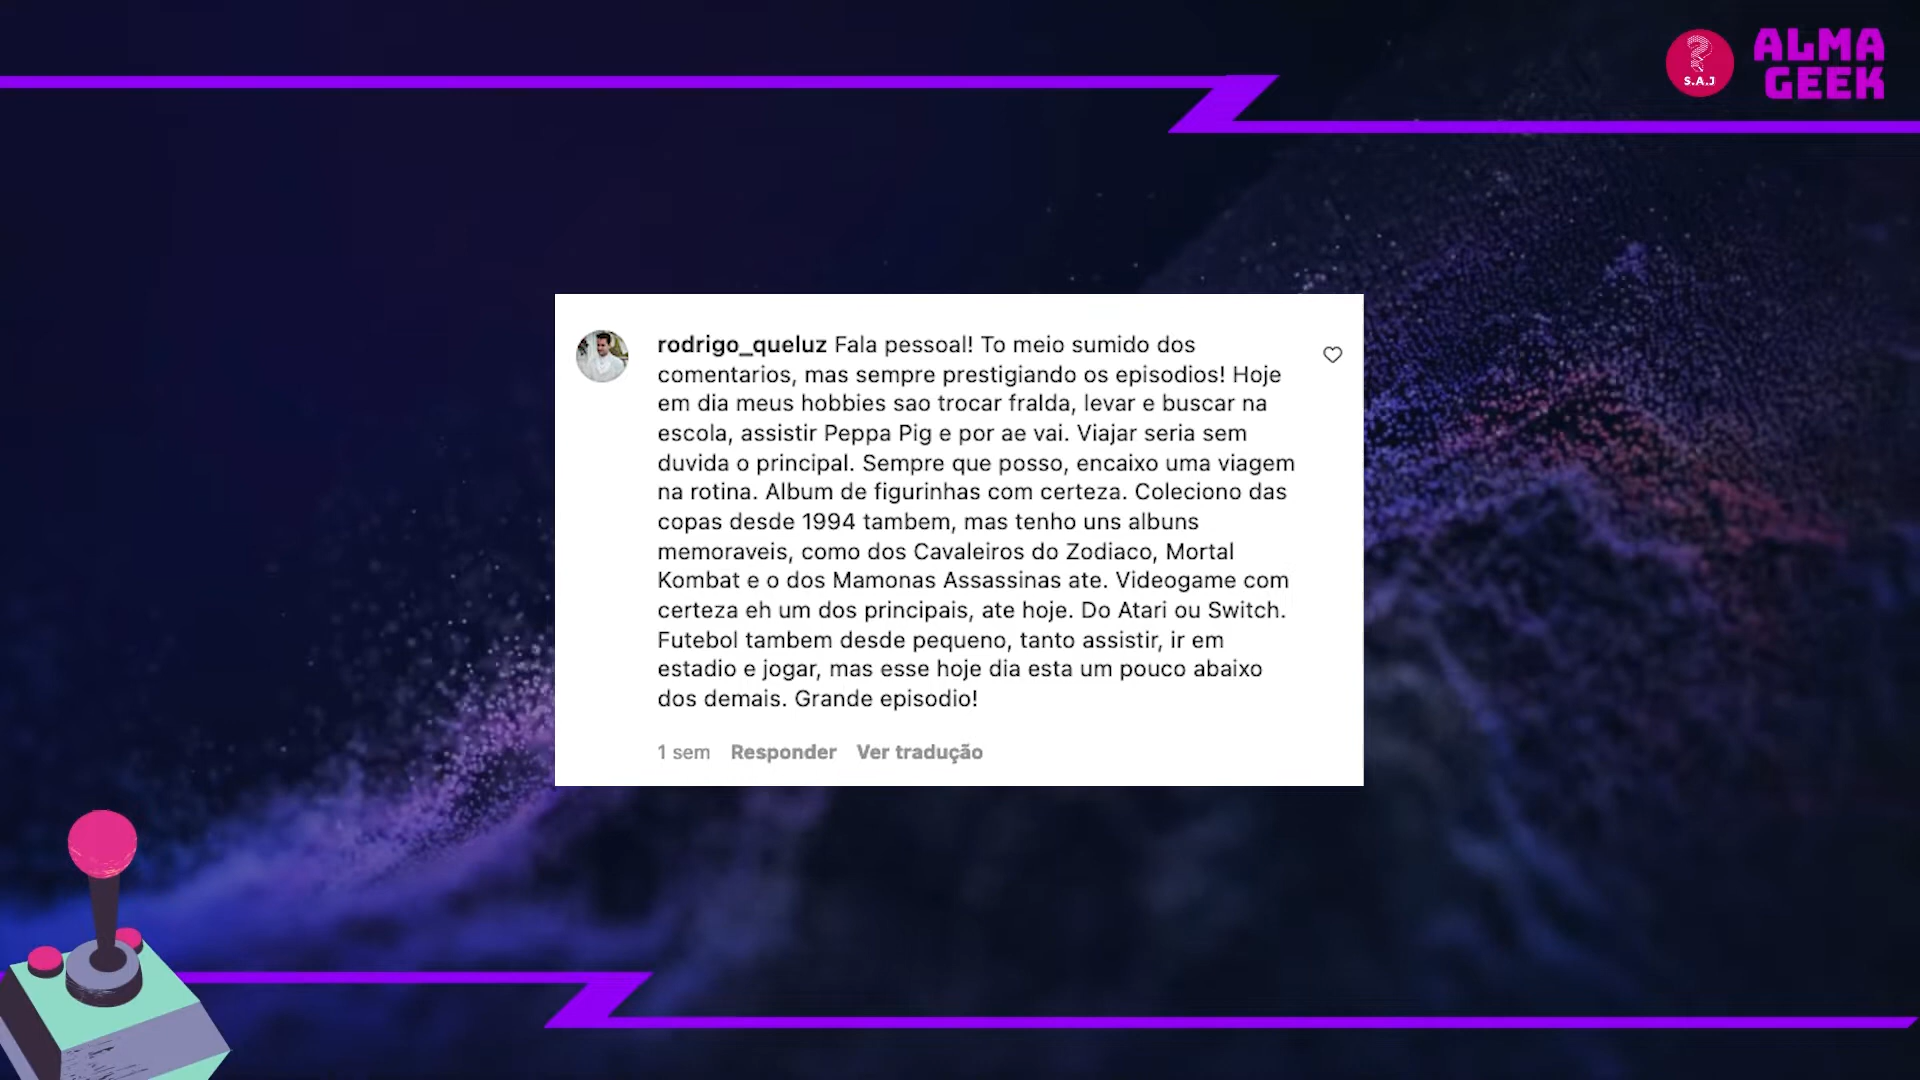 ALMA
GEEK
S.A.J
rodrigo_queluz Fala pessoal! To meio sumido dos
comentarios, mas sempre prestigiando os episodios! Hoje
em dia meus hobbies sao trocar fralda, levar e buscar na
escola, assistir Peppa Pig e por ae vai. Viajar seria sem
duvida o principal. Sempre que posso, encaixo uma viagem
na rotina. Album de figurinhas com certeza. Coleciono das
copas desde 1994 tambem, mas tenho uns albuns
memoraveis, como dos Cavaleiros do Zodiaco, Mortal
Kombat e o dos Mamonas Assassinas ate. Videogame com
certeza eh um dos principais, ate hoje. Do Atari ou Switch.
Futebol tambem desde pequeno, tanto assistir, ir em
estadio e jogar, mas esse hoje dia esta um pouco abaixo
dos demais. Grande episodio!
1 sem Responder Ver tradução